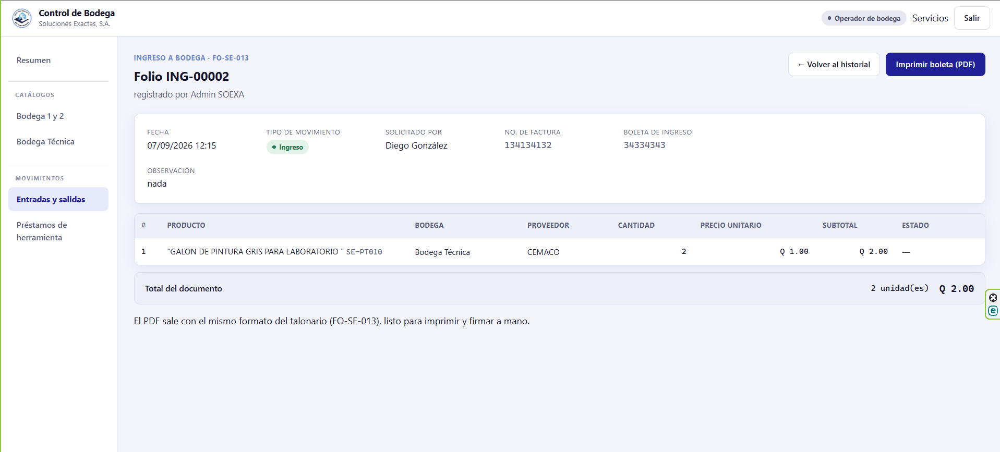 Control de Bodega
Soluciones Exactas, S.A.
Operador de bodega
Servicios
Salir
Resumen
CATÁLOGOS
Bodega 1 y 2
Bodega Técnica
MOVIMIENTOS
Entradas y salidas
Préstamos de
herramienta
INGRESO A BODEGA · FO-SE-013
Folio ING-00002
registrado por Admin SOEXA
← Volver al historial
Imprimir boleta (PDF)
FECHA
07/09/2026 12:15
TIPO DE MOVIMIENTO
Ingreso
SOLICITADO POR
Diego González
NO. DE FACTURA
134134132
BOLETA DE INGRESO
34334343
OBSERVACIÓN
nada
# PRODUCTO BODEGA PROVEEDOR CANTIDAD PRECIO UNITARIO SUBTOTAL ESTADO
1 "GALON DE PINTURA GRIS PARA LABORATORIO " SE-PT010 Bodega Técnica CEMACO 2 Q 1.00 Q 2.00 —
Total del documento 2 unidad(es) Q 2.00
El PDF sale con el mismo formato del talonario (FO-SE-013), listo para imprimir y firmar a mano.